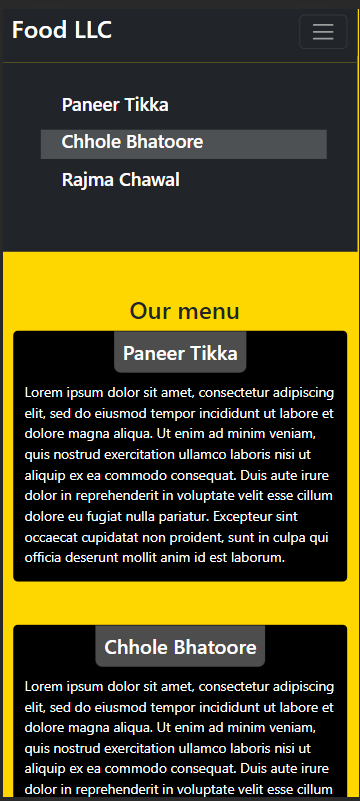 Food LLC
Paneer Tikka
Chhole Bhatoore
Rajma Chawal
Our menu
Paneer Tikka
Lorem ipsum dolor sit amet, consectetur adipiscing
elit, sed do eiusmod tempor incididunt ut labore et
dolore magna aliqua. Ut enim ad minim veniam,
quis nostrud exercitation ullamco laboris nisi ut
aliquip ex ea commodo consequat. Duis aute irure
dolor in reprehenderit in voluptate velit esse cillum
dolore eu fugiat nulla pariatur. Excepteur sint
occaecat cupidatat non proident, sunt in culpa qui
officia deserunt mollit anim id est laborum.
Chhole Bhatoore
Lorem ipsum dolor sit amet, consectetur adipiscing
elit, sed do eiusmod tempor incididunt ut labore et
dolore magna aliqua. Ut enim ad minim veniam,
quis nostrud exercitation ullamco laboris nisi ut
aliquip ex ea commodo consequat. Duis aute irure
dolor in reprehenderit in voluptate velit esse cillum